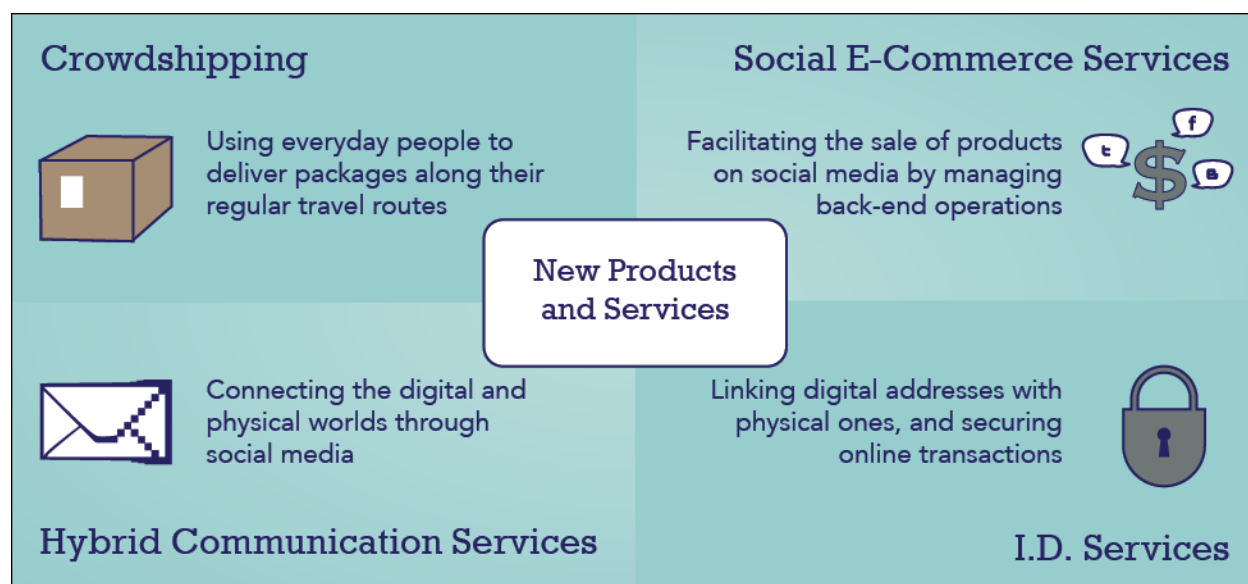 Crowdshipping
Using everyday people to
deliver packages along their
regular travel routes
Social E-Commerce Services
Facilitating the sale of products
on social media by managing
back-end operations
t
f
B
New Products
and Services
Connecting the digital and
physical worlds through
social media
Hybrid Communication Services
Linking digital addresses with
physical ones, and securing
online transactions
I.D. Services